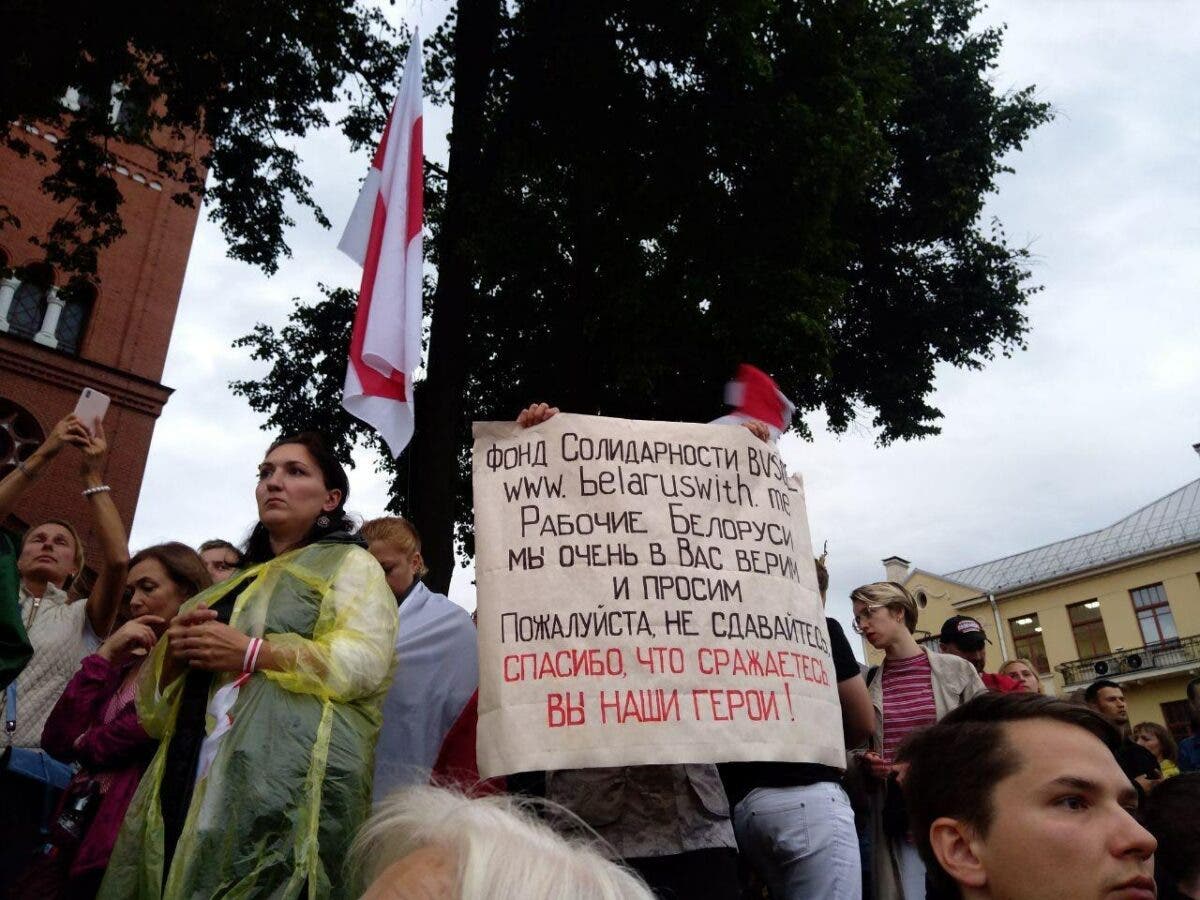 ФОНД СОЛИДАРНОСТИ
www. belaruswith. me
РАБОЧИЕ БЕЛОРУСИ
МЫ ОЧЕНЬ В ВАС ВЕРИМ
И ПРОСИМ
ПОЖАЛУЙСТА, НЕ СДАВАЙТЕСЬ
СПАСИБО, ЧТО СРАЖАЕТЕСЬ
ВЫ НАШИ ГЕРОИ!